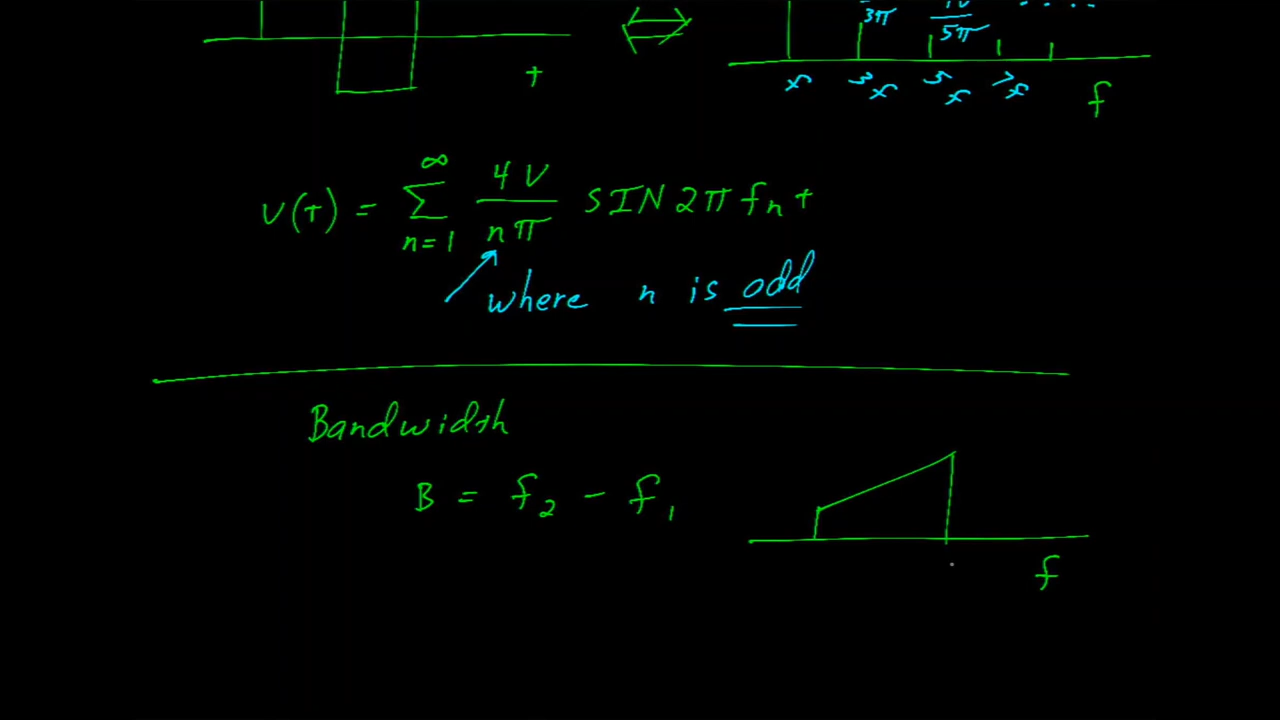 3π 5π . . . .
t
f 3f 5f 7f f
v(t) = ∞ Σ n=1 4V/nπ SIN 2π fn t
where n is odd
Bandwidth
B = f₂ - f₁
f